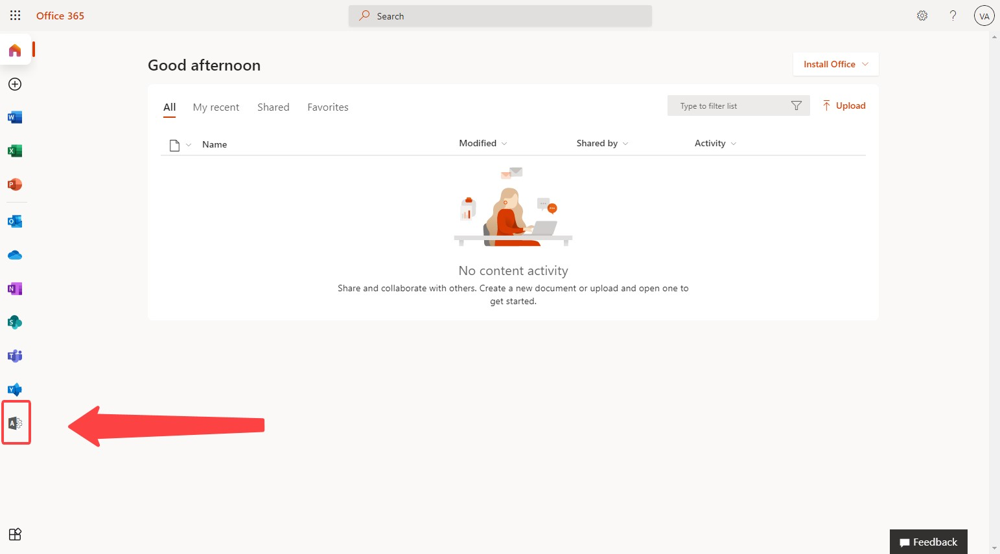 Office 365
Search
VA
Good afternoon
Install Office
All My recent Shared Favorites
Type to filter list
Upload
Name Modified Shared by Activity
W
X
P
O
N
S
T
Y
A
No content activity
Share and collaborate with others. Create a new document or upload and open one to
get started.
Feedback